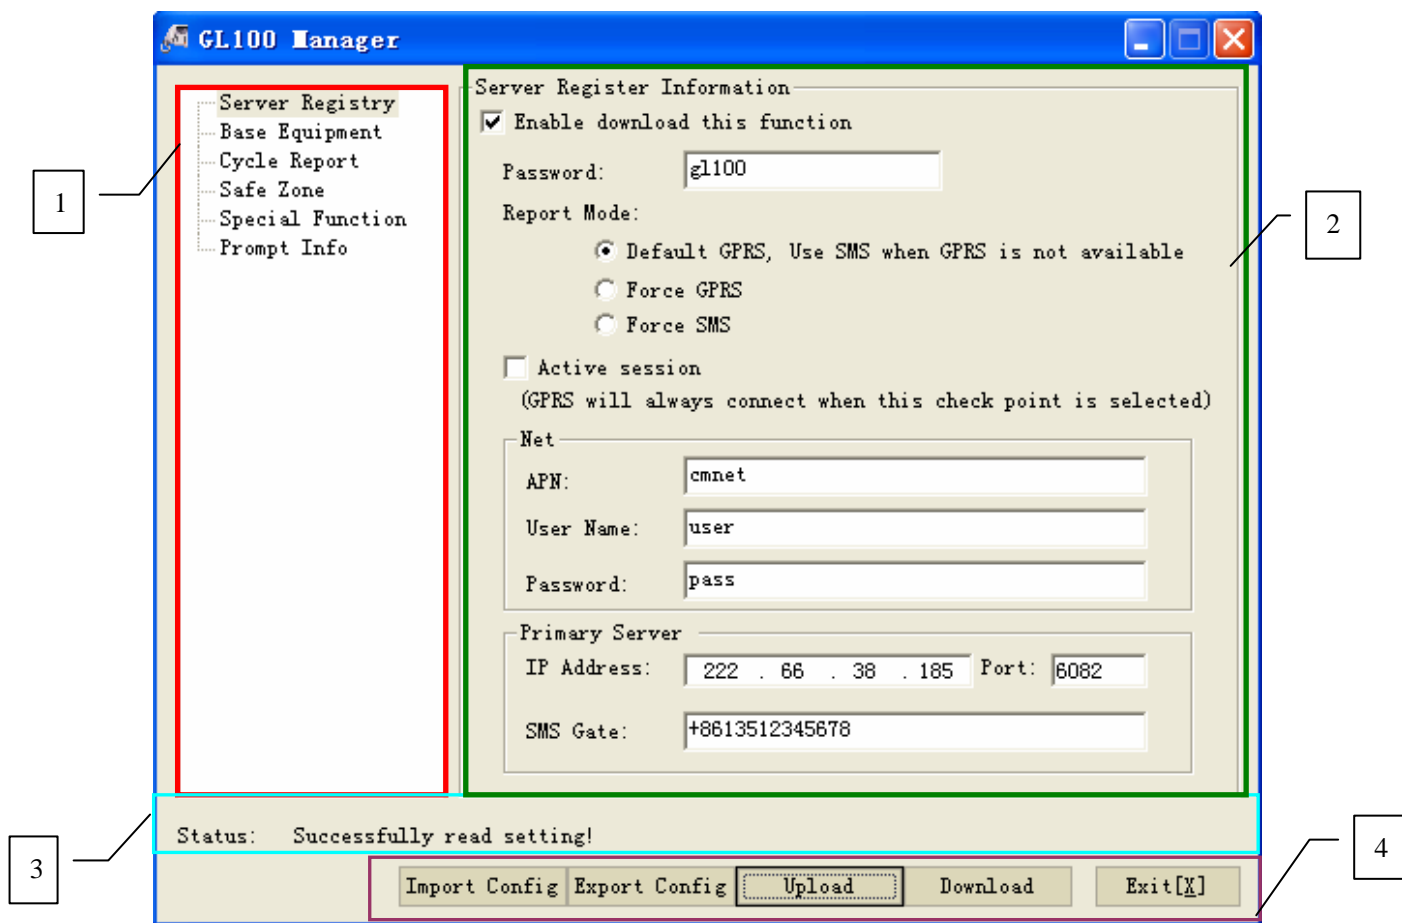 GL100 Manager
Server Registry
Base Equipment
Cycle Report
Safe Zone
Special Function
Prompt Info
1
Server Register Information
Enable download this function
Password: gl100
Report Mode:
Default GPRS, Use SMS when GPRS is not available
Force GPRS
Force SMS
Active session
(GPRS will always connect when this check point is selected)
Net
APN: cmnet
User Name: user
Password: pass
Primary Server
IP Address: 222 . 66 . 38 . 185 Port: 6082
SMS Gate: +8613512345678
2
Status: Successfully read setting!
3
Import Config Export Config Upload Download Exit[X]
4